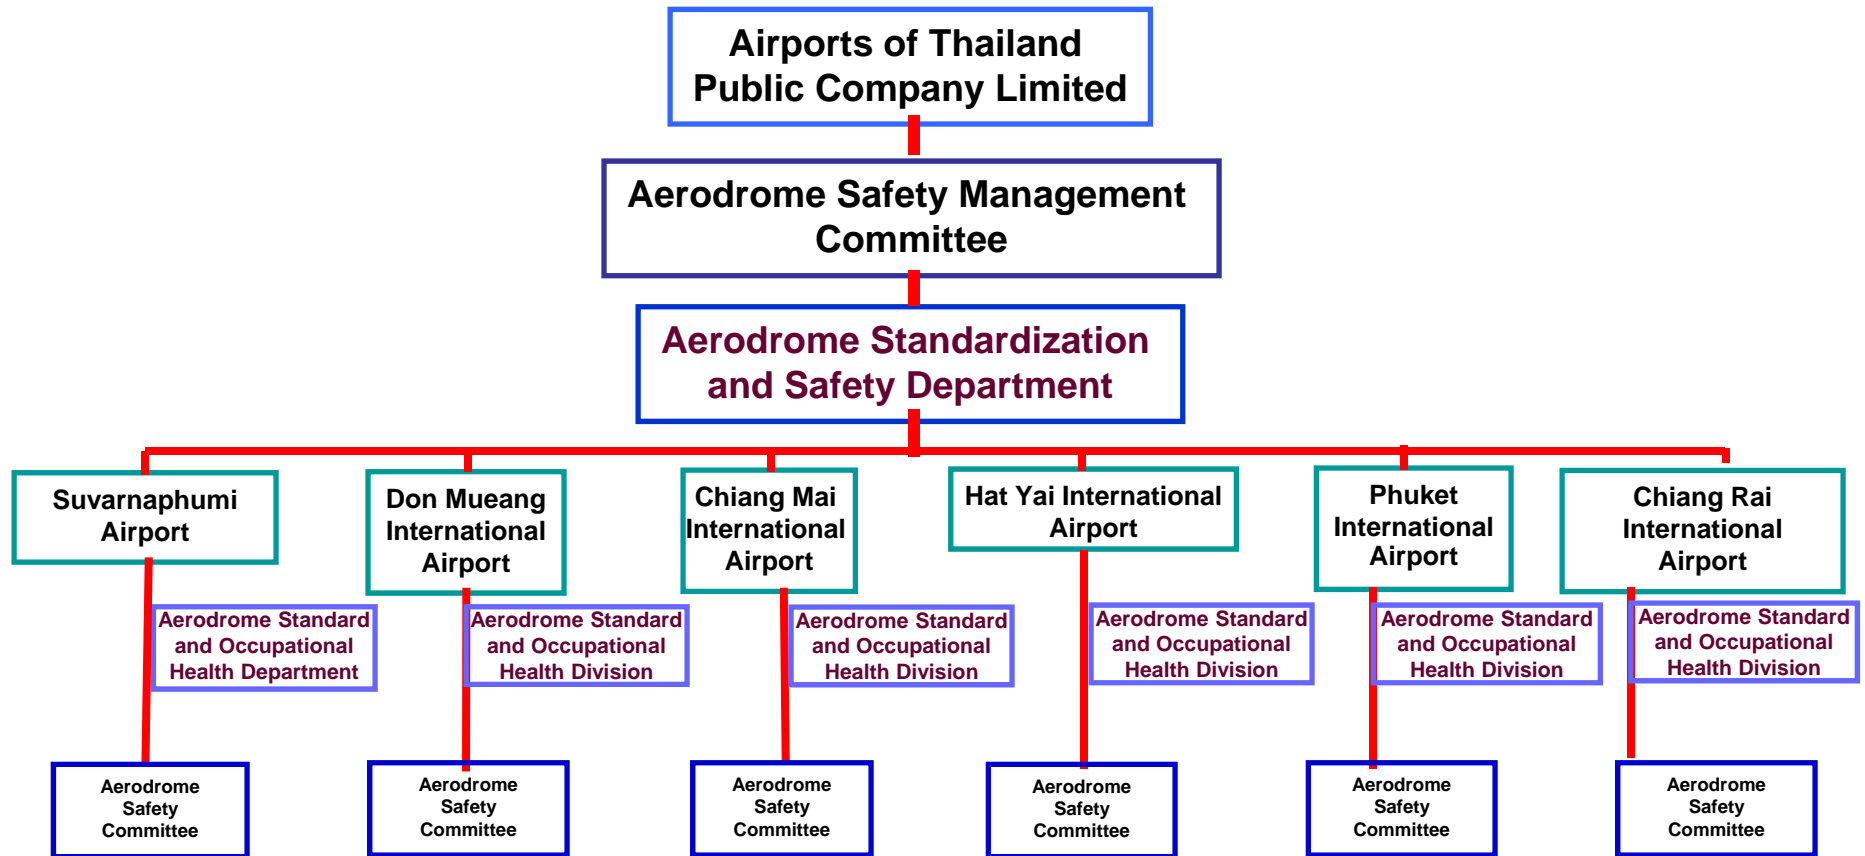 Airports of Thailand
Public Company Limited
Aerodrome Safety Management
Committee
Aerodrome Standardization
and Safety Department
Suvarnaphumi
Airport
Don Mueang
International
Airport
Chiang Mai
International
Airport
Hat Yai International
Airport
Phuket
International
Airport
Chiang Rai
International
Airport
Aerodrome Standard
and Occupational
Health Department
Aerodrome Standard
and Occupational
Health Division
Aerodrome Standard
and Occupational
Health Division
Aerodrome Standard
and Occupational
Health Division
Aerodrome Standard
and Occupational
Health Division
Aerodrome Standard
and Occupational
Health Division
Aerodrome
Safety
Committee
Aerodrome
Safety
Committee
Aerodrome
Safety
Committee
Aerodrome
Safety
Committee
Aerodrome
Safety
Committee
Aerodrome
Safety
Committee